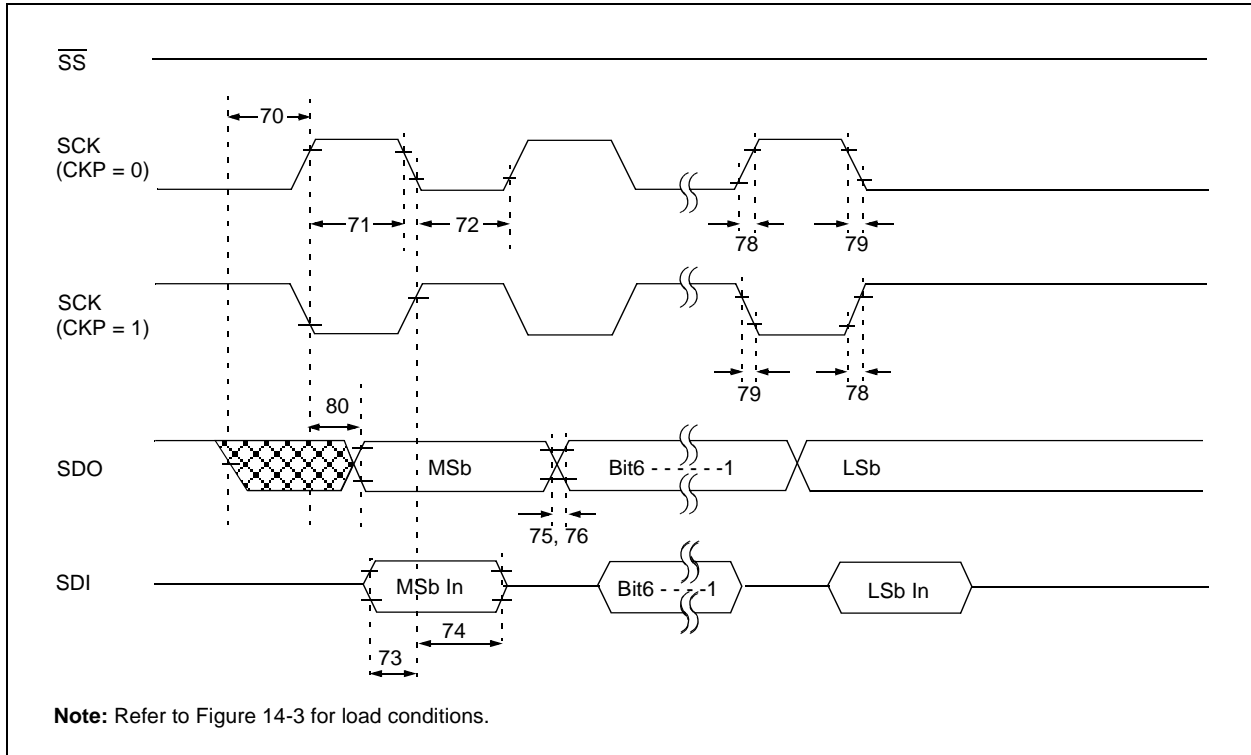 SS
70
SCK
(CKP = 0)
71
72
78
79
SCK
(CKP = 1)
79
78
80
SDO
MSb
Bit6 - - - - - -1
LSb
75, 76
SDI
MSb In
Bit6 - - - -1
LSb In
74
73
Note: Refer to Figure 14-3 for load conditions.